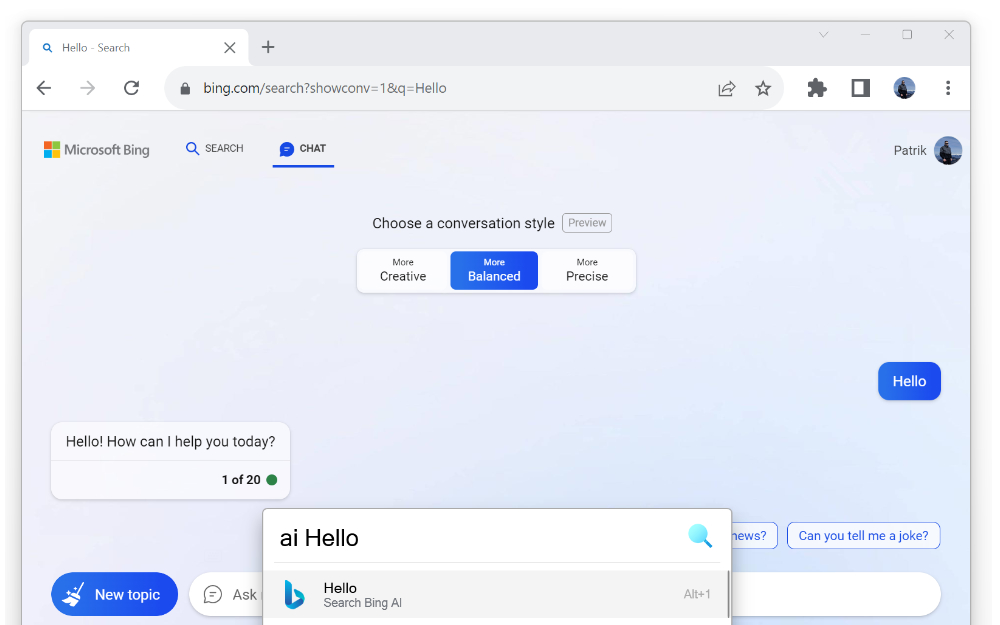 Hello - Search
bing.com/search?showconv=1&q=Hello
Microsoft Bing
SEARCH
CHAT
Patrik
Choose a conversation style Preview
More
Creative
More
Balanced
More
Precise
Hello
Hello! How can I help you today?
1 of 20
news?
Can you tell me a joke?
New topic
Ask
ai Hello
Hello
Search Bing AI
Alt+1